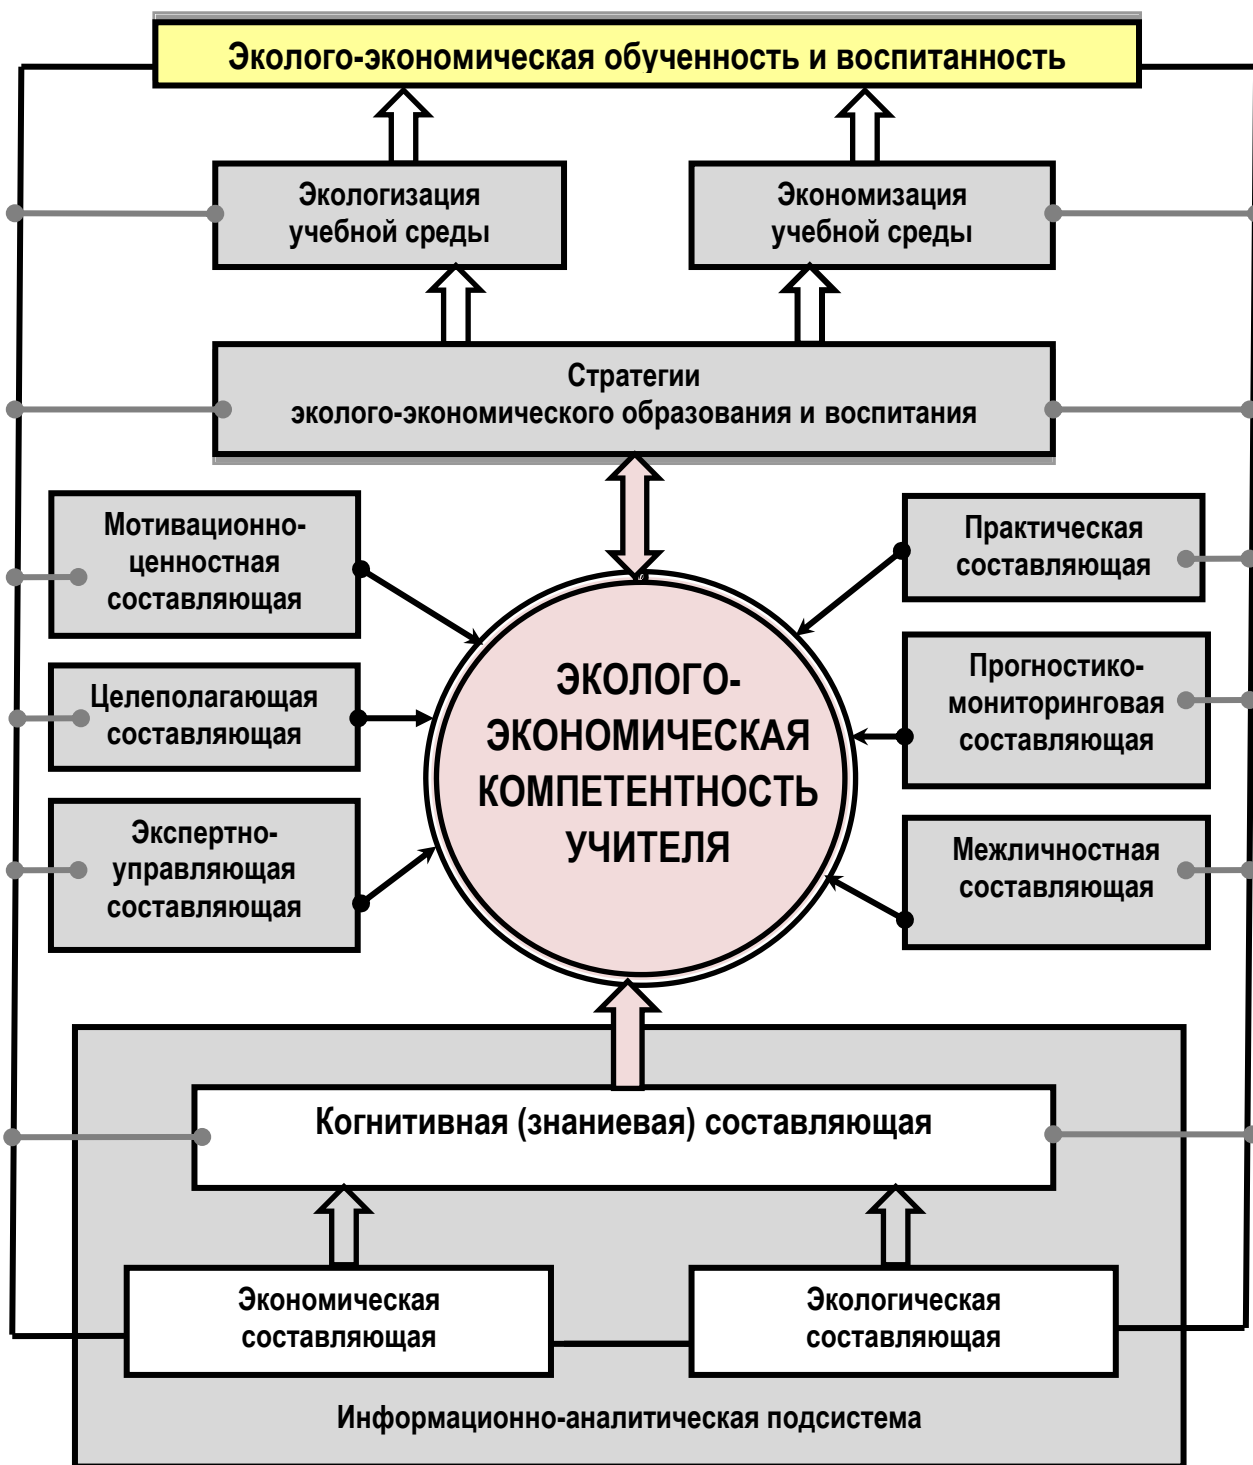 Эколого-экономическая обученность и воспитанность
Экологизация
учебной среды
Экономизация
учебной среды
Стратегии
эколого-экономического образования и воспитания
Мотивационно-
ценностная
составляющая
Практическая
составляющая
Целеполагающая
составляющая
ЭКОЛОГО-
ЭКОНОМИЧЕСКАЯ
КОМПЕТЕНТНОСТЬ
УЧИТЕЛЯ
Прогностико-
мониторинговая
составляющая
Экспертно-
управляющая
составляющая
Межличностная
составляющая
Когнитивная (знаниевая) составляющая
Экономическая
составляющая
Экологическая
составляющая
Информационно-аналитическая подсистема